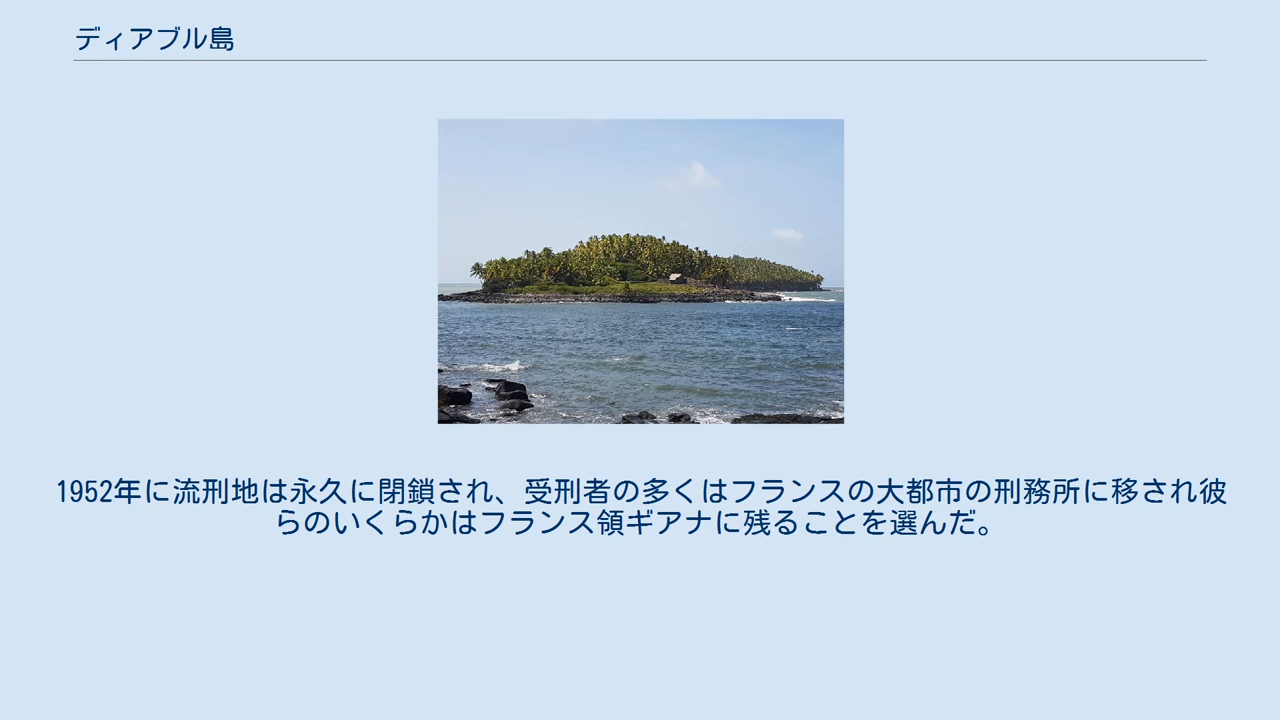 ディアブル島
1952年に流刑地は永久に閉鎖され、受刑者の多くはフランスの大都市の刑務所に移され彼
らのいくらかはフランス領ギアナに残ることを選んだ。